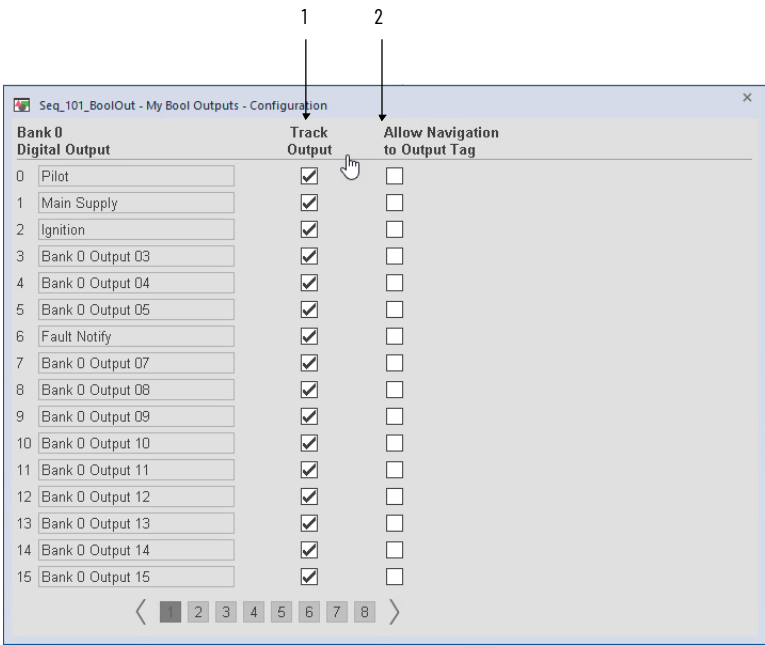 1 2
Seq_101_BoolOut - My Bool Outputs - Configuration
Bank 0 Track Allow Navigation
Digital Output Output to Output Tag
0 Pilot
1 Main Supply
2 Ignition
3 Bank 0 Output 03
4 Bank 0 Output 04
5 Bank 0 Output 05
6 Fault Notify
7 Bank 0 Output 07
8 Bank 0 Output 08
9 Bank 0 Output 09
10 Bank 0 Output 10
11 Bank 0 Output 11
12 Bank 0 Output 12
13 Bank 0 Output 13
14 Bank 0 Output 14
15 Bank 0 Output 15
1 2 3 4 5 6 7 8